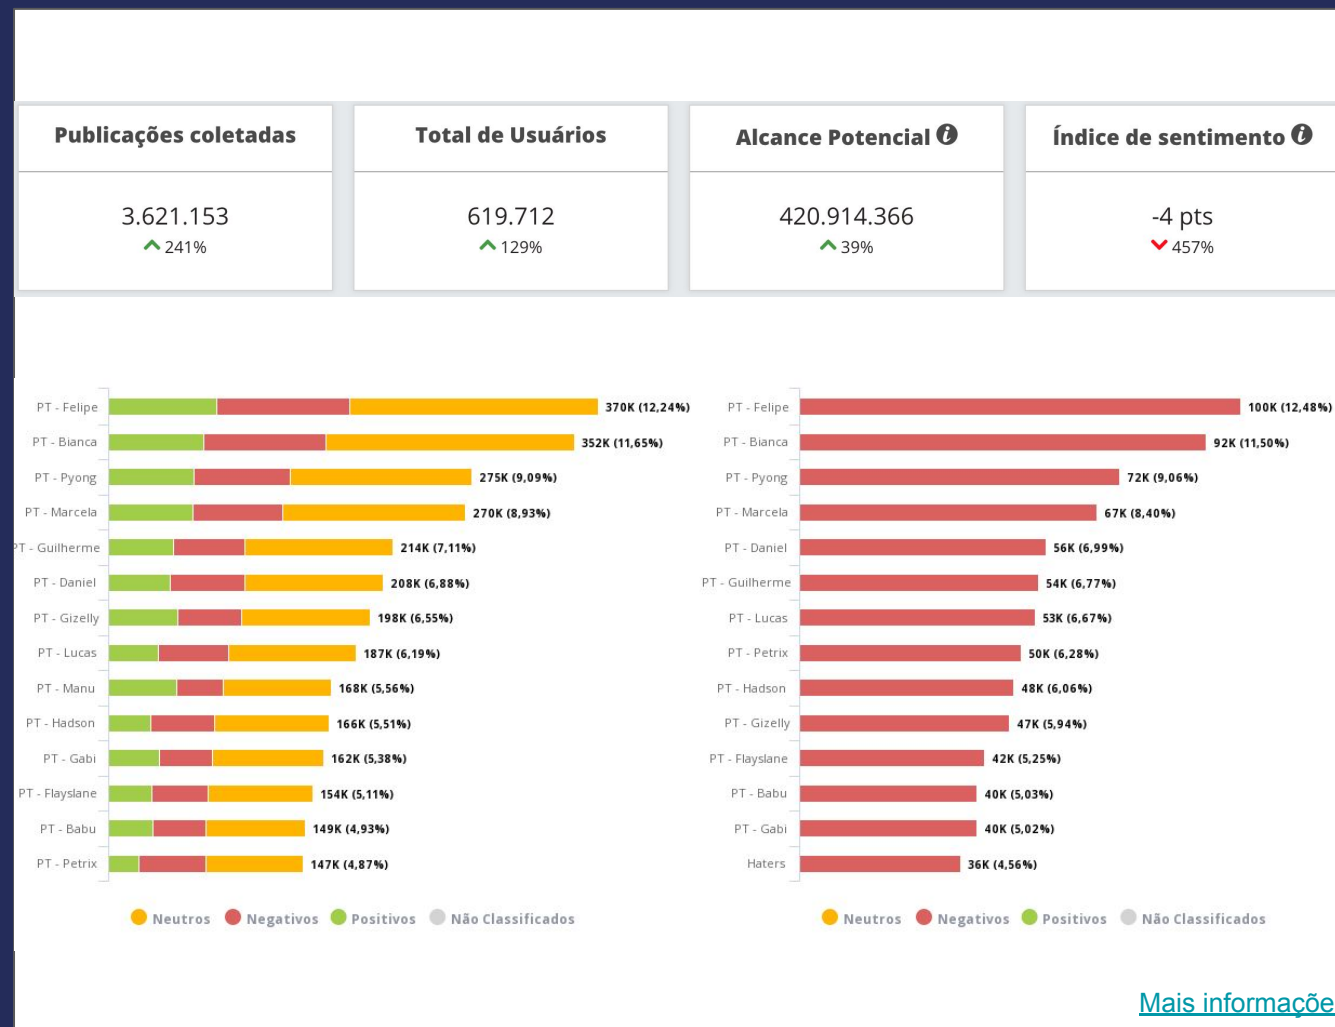 Publicações coletadas
3.621.153
241%
Total de Usuários
619.712
129%
Alcance Potencial i
420.914.366
39%
Índice de sentimento i
-4 pts
457%
PT - Felipe 370K (12,24%)
PT - Bianca 352K (11,65%)
PT - Pyong 275K (9,09%)
PT - Marcela 270K (8,93%)
PT - Guilherme 214K (7,11%)
PT - Daniel 208K (6,88%)
PT - Gizelly 198K (6,55%)
PT - Lucas 187K (6,19%)
PT - Manu 168K (5,56%)
PT - Hadson 166K (5,51%)
PT - Gabi 162K (5,38%)
PT - Flayslane 154K (5,11%)
PT - Babu 149K (4,93%)
PT - Petrix 147K (4,87%)
Neutros Negativos Positivos Não Classificados
PT - Felipe 100K (12,48%)
PT - Bianca 92K (11,50%)
PT - Pyong 72K (9,06%)
PT - Marcela 67K (8,40%)
PT - Daniel 56K (6,99%)
PT - Guilherme 54K (6,77%)
PT - Lucas 53K (6,67%)
PT - Petrix 50K (6,28%)
PT - Hadson 48K (6,06%)
PT - Gizelly 47K (5,94%)
PT - Flayslane 42K (5,25%)
PT - Babu 40K (5,03%)
PT - Gabi 40K (5,02%)
Haters 36K (4,56%)
Neutros Negativos Positivos Não Classificados
Mais informaçõe